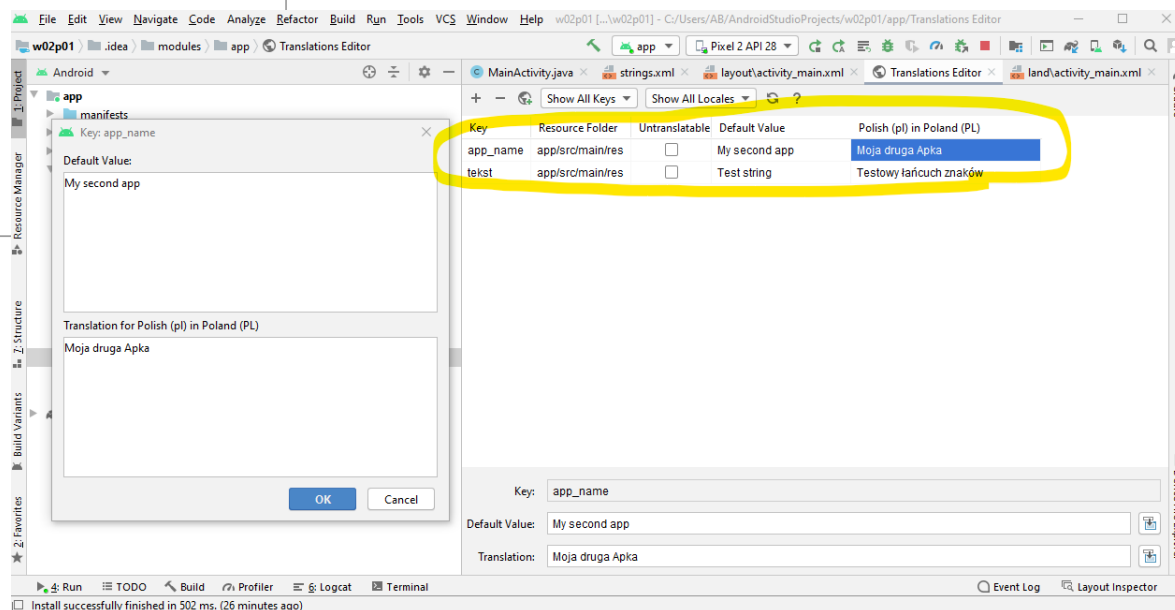 File Edit View Navigate Code Analyze Refactor Build Run Tools VCS Window Help w02p01 [...\w02p01] - C:/Users/AB/AndroidStudioProjects/w02p01/app/Translations Editor
w02p01 .idea modules app Translations Editor app Pixel 2 API 28
Android MainActivity.java strings.xml layout\activity_main.xml Translations Editor land\activity_main.xml
1: Project
Resource Manager
7: Structure
Build Variants
2: Favorites
app
manifests
Key: app_name
Default Value:
My second app
Translation for Polish (pl) in Poland (PL)
Moja druga Apka
OK Cancel
Show All Keys Show All Locales ?
Key Resource Folder Untranslatable Default Value Polish (pl) in Poland (PL)
app_name app/src/main/res My second app Moja druga Apka
tekst app/src/main/res Test string Testowy łańcuch znaków
Key: app_name
Default Value: My second app
Translation: Moja druga Apka
4: Run TODO Build Profiler 6: Logcat Terminal Event Log Layout Inspector
Install successfully finished in 502 ms. (26 minutes ago)